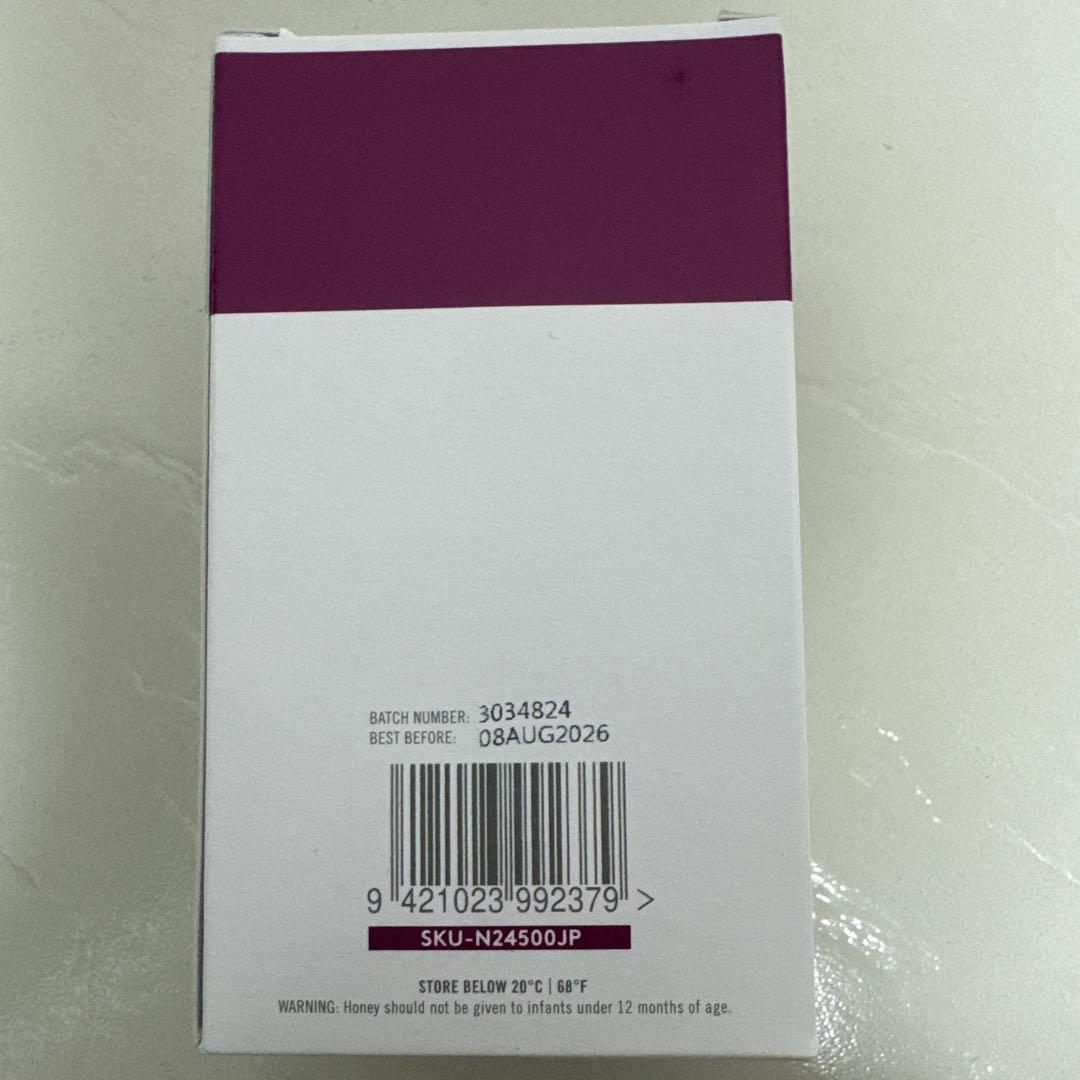 BATCH NUMBER: 3034824
BEST BEFORE: 08AUG2026
9 421023 992379 >
SKU-N24500JP
STORE BELOW 20°C | 68°F
WARNING: Honey should not be given to infants under 12 months of age.